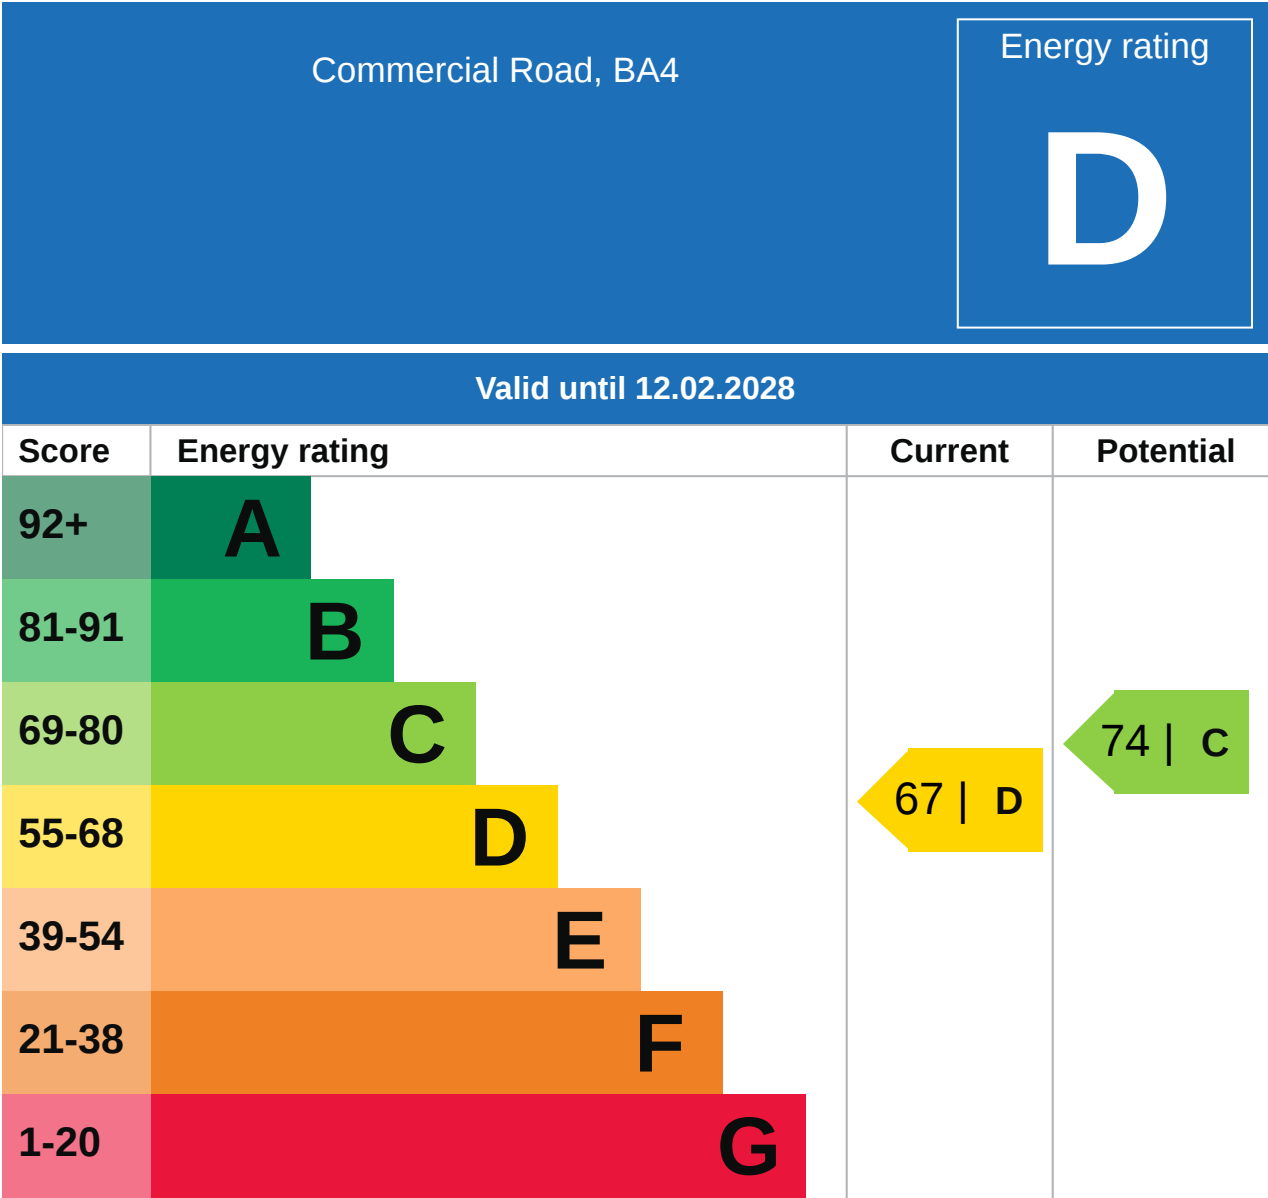 Commercial Road, BA4
Energy rating
D
Valid until 12.02.2028
Score Energy rating Current Potential
92+ A
81-91 B
69-80 C
74 | C
67 | D
55-68 D
39-54 E
21-38 F
1-20 G